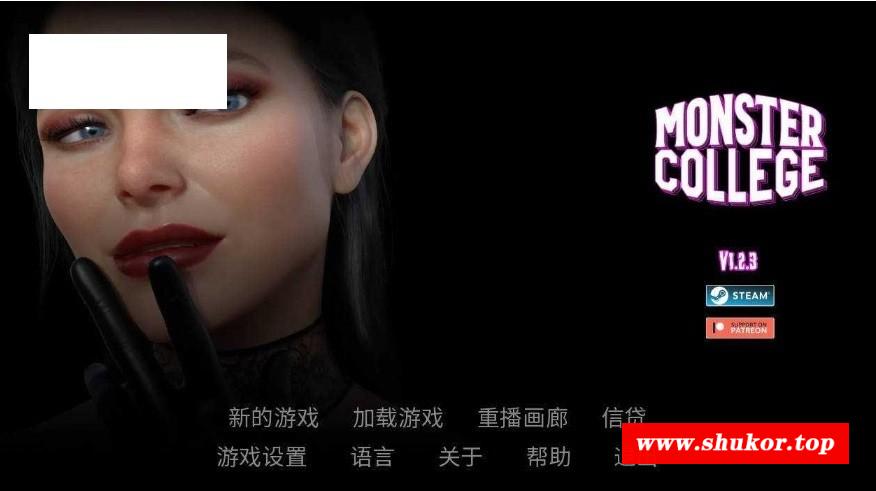 MONSTER
COLLEGE
V1.2.3
STEAM
SUPPORT ON
PATREON
新的游戏 加载游戏 重播画廊 信贷
www.shukor.top
游戏设置 语言 关于 帮助